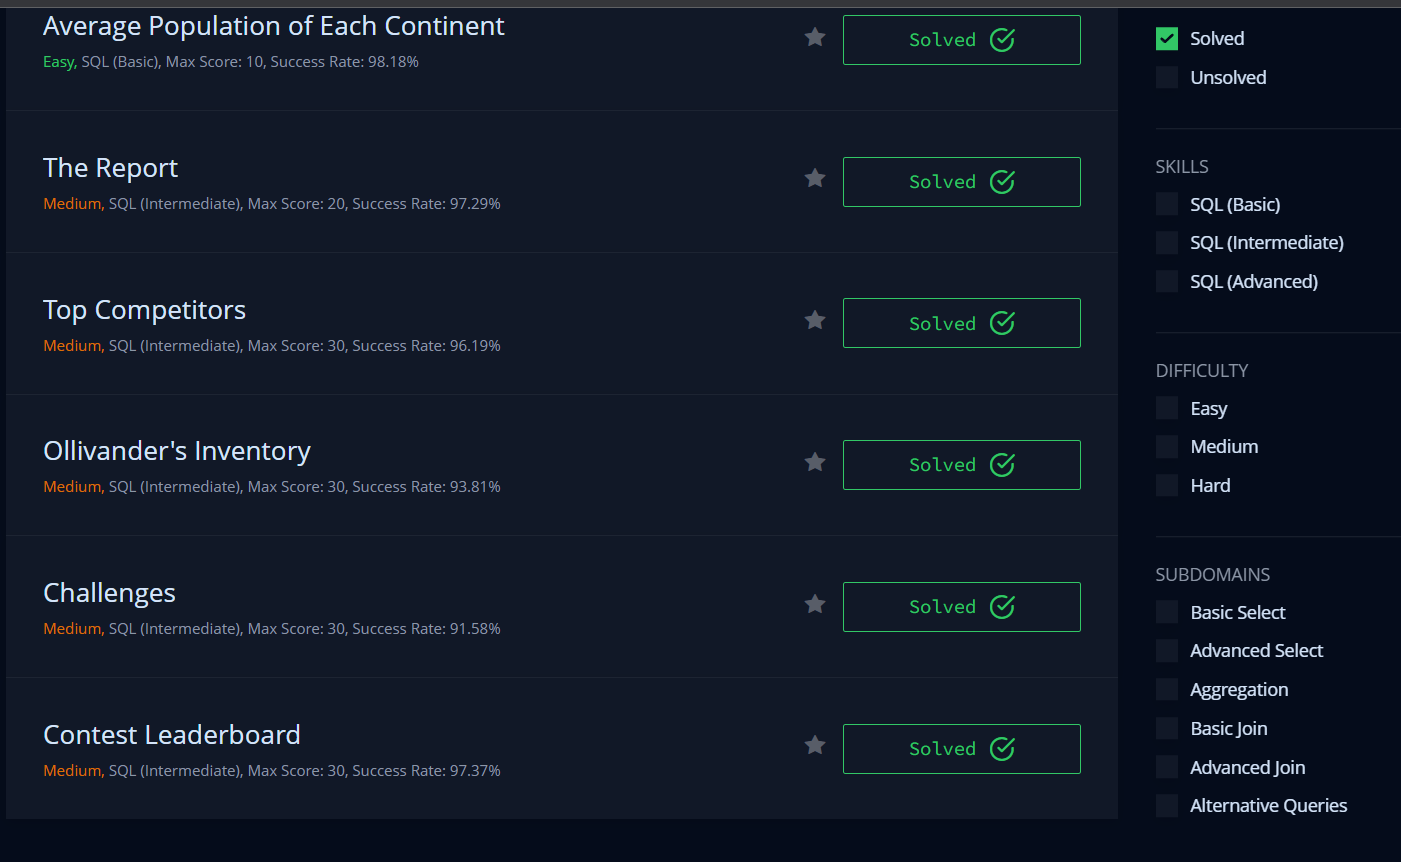 Average Population of Each Continent
Easy, SQL (Basic), Max Score: 10, Success Rate: 98.18%
Solved
The Report
Medium, SQL (Intermediate), Max Score: 20, Success Rate: 97.29%
Solved
Top Competitors
Medium, SQL (Intermediate), Max Score: 30, Success Rate: 96.19%
Solved
Ollivander's Inventory
Medium, SQL (Intermediate), Max Score: 30, Success Rate: 93.81%
Solved
Challenges
Medium, SQL (Intermediate), Max Score: 30, Success Rate: 91.58%
Solved
Contest Leaderboard
Medium, SQL (Intermediate), Max Score: 30, Success Rate: 97.37%
Solved
Solved
Unsolved
SKILLS
SQL (Basic)
SQL (Intermediate)
SQL (Advanced)
DIFFICULTY
Easy
Medium
Hard
SUBDOMAINS
Basic Select
Advanced Select
Aggregation
Basic Join
Advanced Join
Alternative Queries